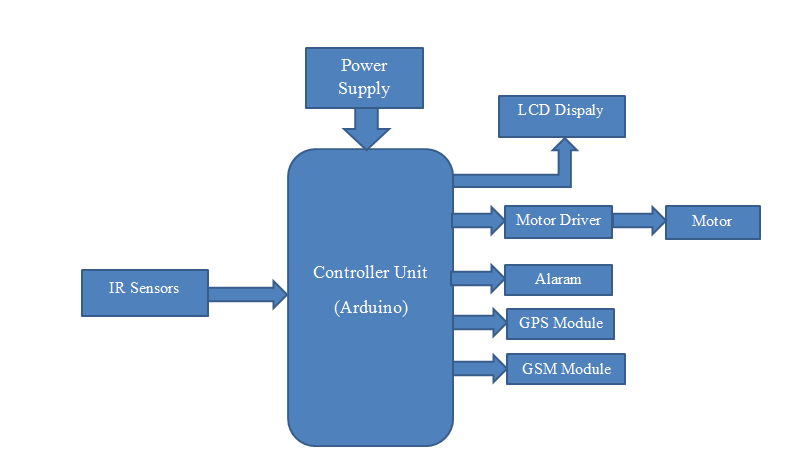 Power
Supply
LCD Dispaly
Motor Driver
Motor
Controller Unit
(Arduino)
IR Sensors
Alaram
GPS Module
GSM Module